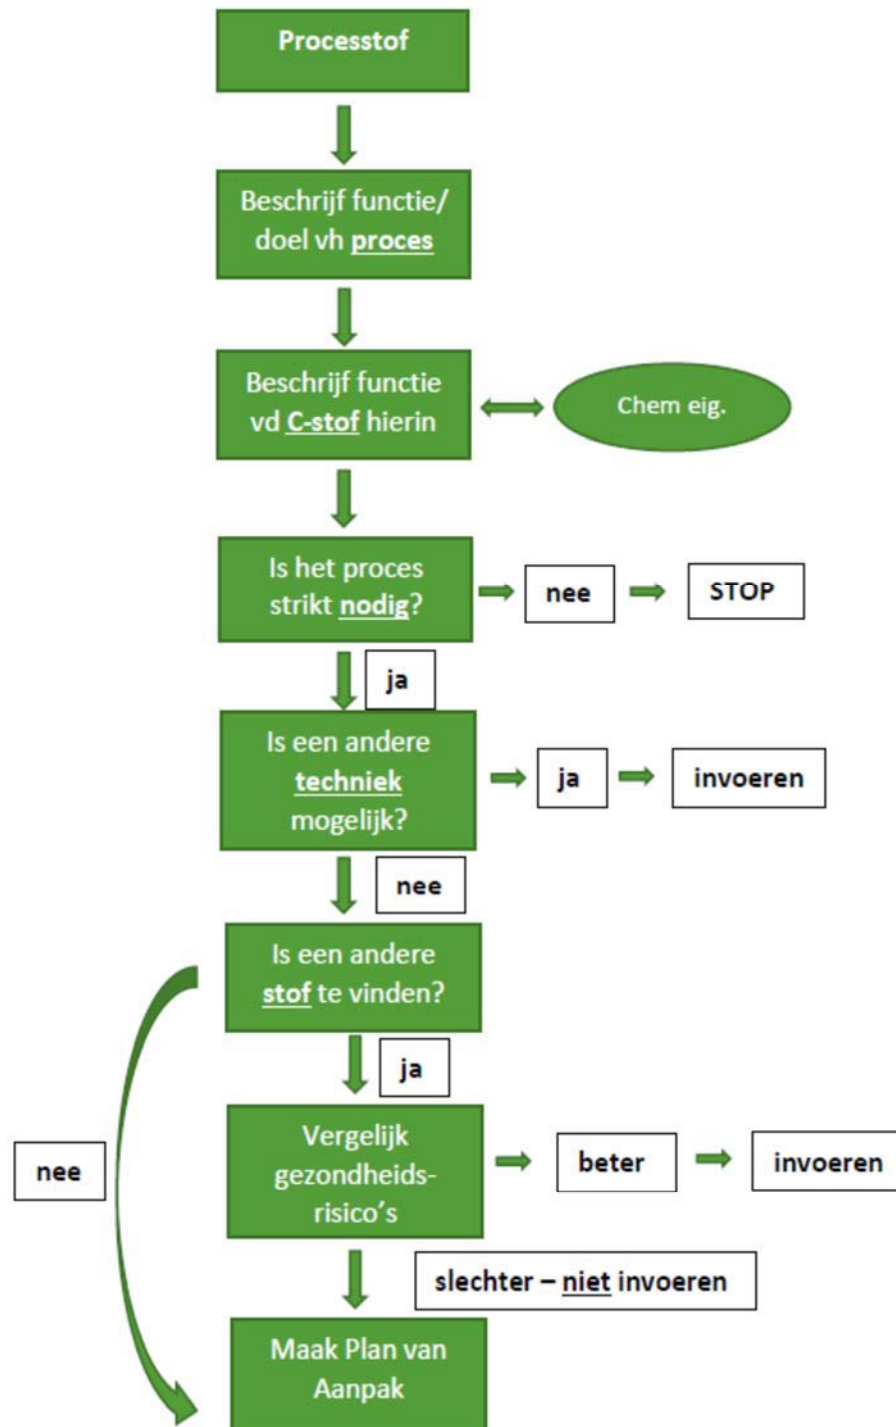 Processtof
Beschrijf functie/
doel vh proces
Beschrijf functie
vd C-stof hierin
Chem eig.
Is het proces
strikt nodig?
nee
STOP
ja
Is een andere
techniek
mogelijk?
ja
invoeren
nee
Is een andere
stof te vinden?
ja
nee
Vergelijk
gezondheids-
risico's
beter
invoeren
slechter – niet invoeren
Maak Plan van
Aanpak